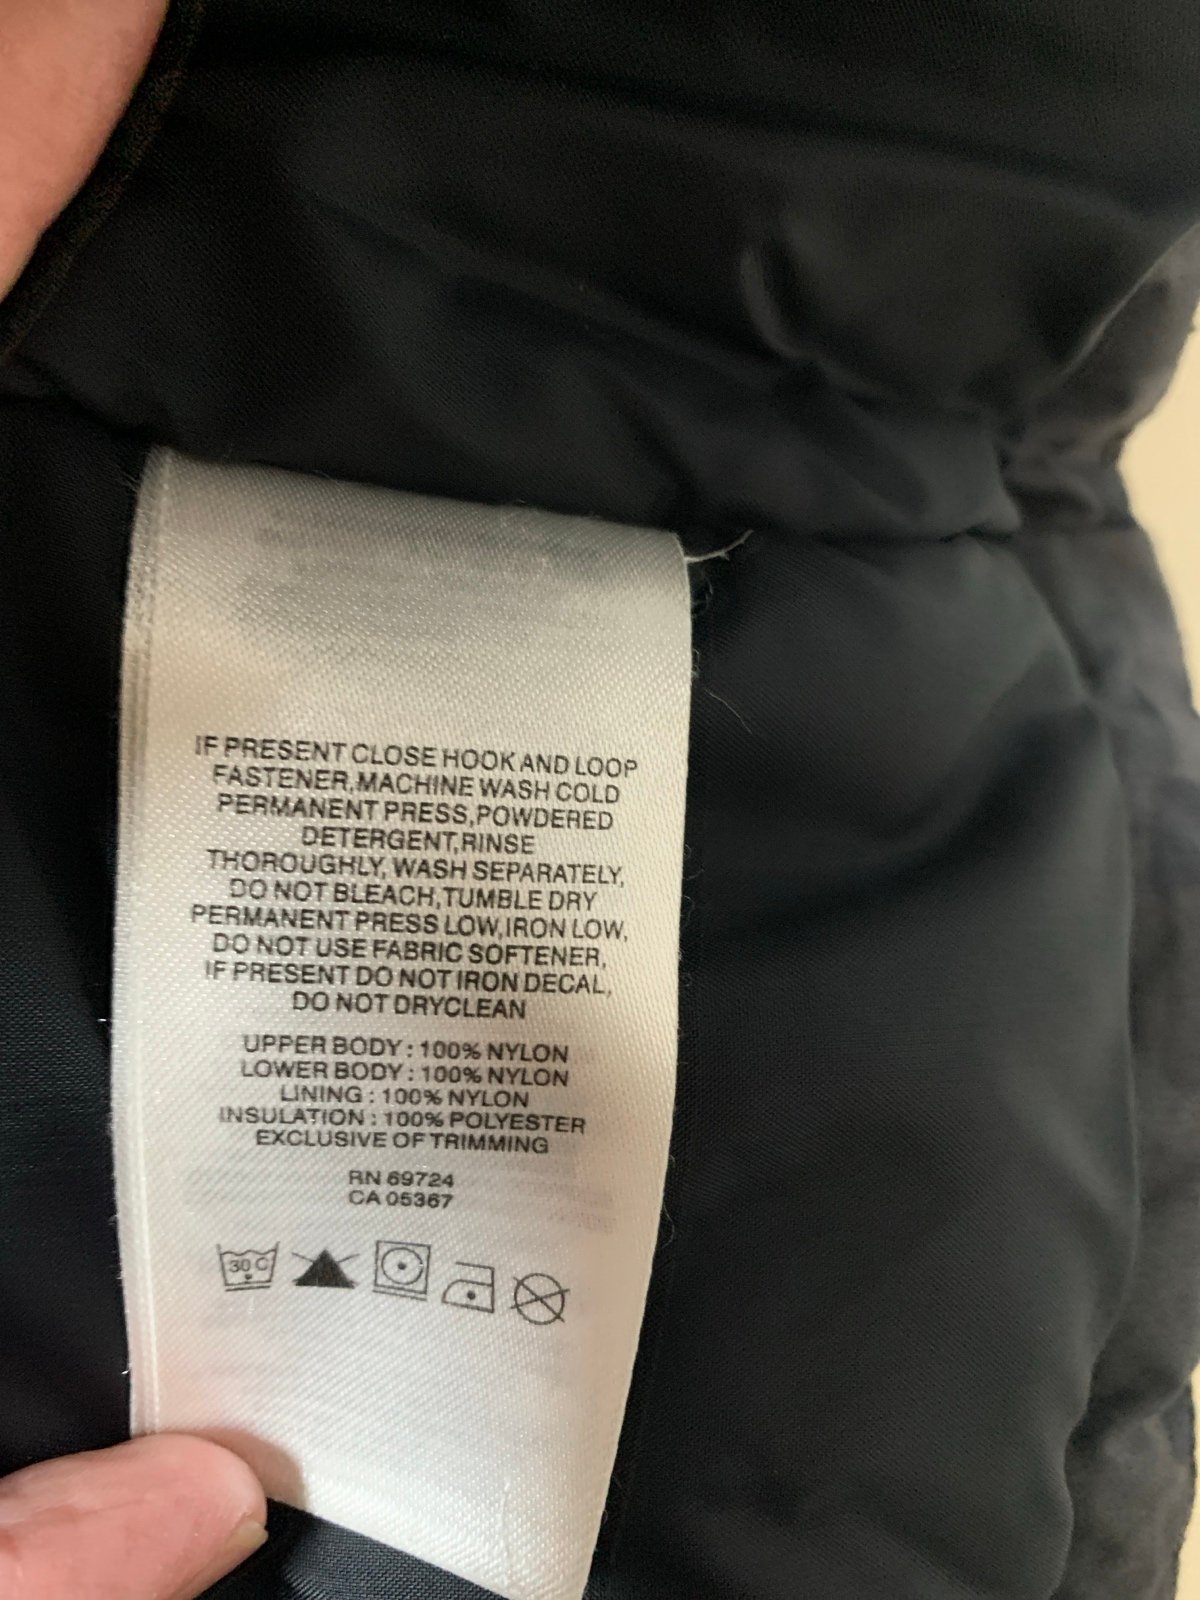 IF PRESENT CLOSE HOOK AND LOOP
FASTENER,MACHINE WASH COLD
PERMANENT PRESS,POWDERED
DETERGENT,RINSE
THOROUGHLY, WASH SEPARATELY,
DO NOT BLEACH,TUMBLE DRY
PERMANENT PRESS LOW,IRON LOW,
DO NOT USE FABRIC SOFTENER,
IF PRESENT DO NOT IRON DECAL,
DO NOT DRYCLEAN
UPPER BODY : 100% NYLON
LOWER BODY : 100% NYLON
LINING : 100% NYLON
INSULATION : 100% POLYESTER
EXCLUSIVE OF TRIMMING
RN 69724
CA 05367
30 C